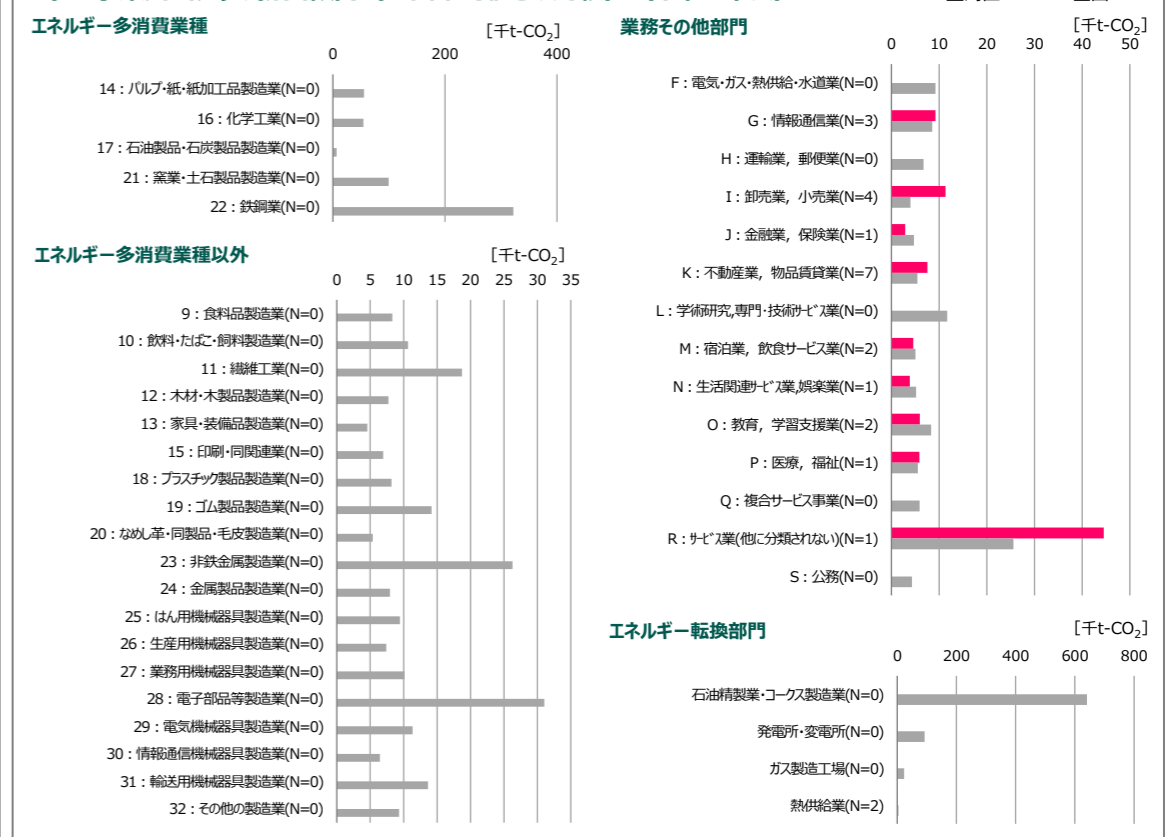 エネルギー多消費業種
[千t-CO2]
0 200 400
14：パルプ・紙・紙加工品製造業(N=0)
16：化学工業(N=0)
17：石油製品・石炭製品製造業(N=0)
21：窯業・土石製品製造業(N=0)
22：鉄鋼業(N=0)
エネルギー多消費業種以外
[千t-CO2]
0 5 10 15 20 25 30 35
9：食料品製造業(N=0)
10：飲料・たばこ・飼料製造業(N=0)
11：繊維工業(N=0)
12：木材・木製品製造業(N=0)
13：家具・装備品製造業(N=0)
15：印刷・同関連業(N=0)
18：プラスチック製品製造業(N=0)
19：ゴム製品製造業(N=0)
20：なめし革・同製品・毛皮製造業(N=0)
23：非鉄金属製造業(N=0)
24：金属製品製造業(N=0)
25：はん用機械器具製造業(N=0)
26：生産用機械器具製造業(N=0)
27：業務用機械器具製造業(N=0)
28：電子部品等製造業(N=0)
29：電気機械器具製造業(N=0)
30：情報通信機械器具製造業(N=0)
31：輸送用機械器具製造業(N=0)
32：その他の製造業(N=0)
業務その他部門
[千t-CO2]
0 10 20 30 40 50
F：電気・ガス・熱供給・水道業(N=0)
G：情報通信業(N=3)
H：運輸業，郵便業(N=0)
I：卸売業，小売業(N=4)
J：金融業，保険業(N=1)
K：不動産業，物品賃貸業(N=7)
L：学術研究,専門・技術サービス業(N=0)
M：宿泊業，飲食サービス業(N=2)
N：生活関連サービス業,娯楽業(N=1)
O：教育，学習支援業(N=2)
P：医療，福祉(N=1)
Q：複合サービス事業(N=0)
R：サービス業(他に分類されない)(N=1)
S：公務(N=0)
エネルギー転換部門
[千t-CO2]
0 200 400 600 800
石油精製業・コークス製造業(N=0)
発電所・変電所(N=0)
ガス製造工場(N=0)
熱供給業(N=2)